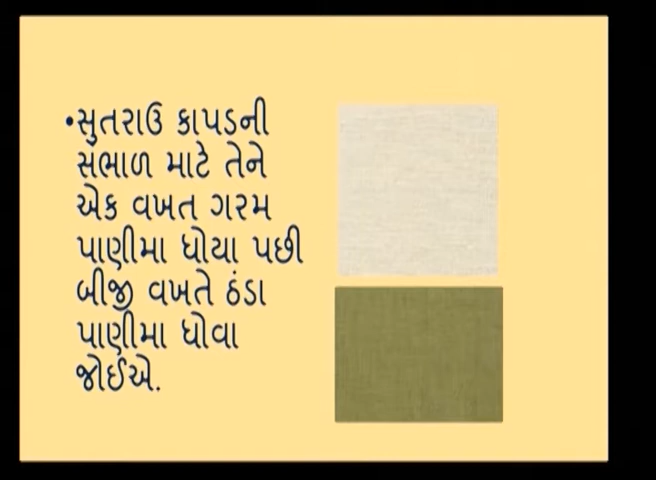 •સુતરાઉ કાપડની
સંભાળ માટે તેને
એક વખત ગરમ
પાણીમા ધોયા પછી
બીજી વખતે ઠંડા
પાણીમા ધોવા
જોઈએ.